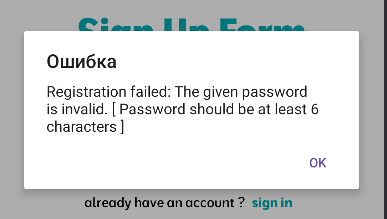 Sign Up Form
Ошибка
Registration failed: The given password
is invalid. [ Password should be at least 6
characters ]
OK
already have an account ? sign in